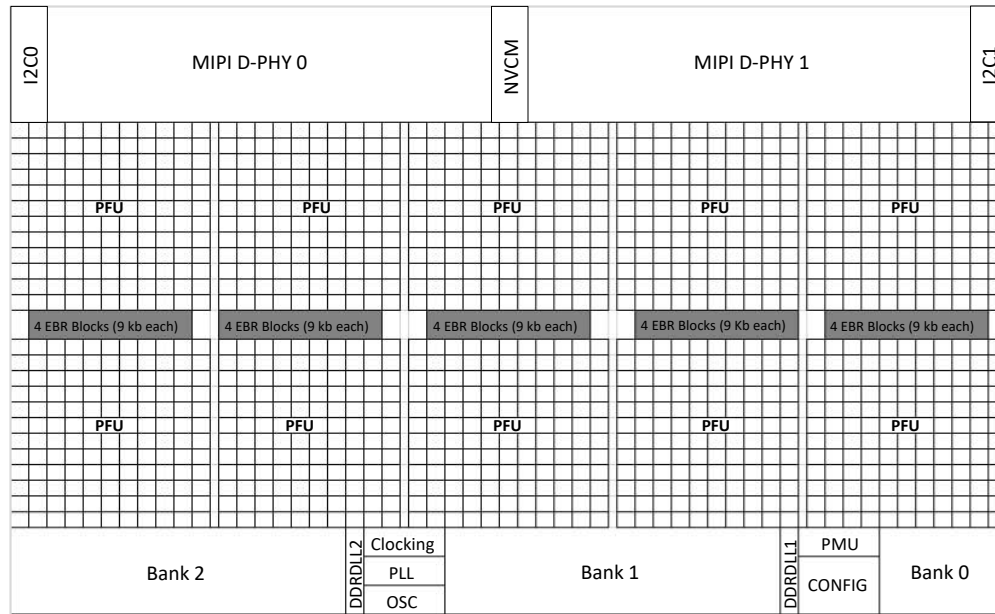 I2C0
MIPI D-PHY 0
NVCM
MIPI D-PHY 1
I2C1
PFU
PFU
PFU
PFU
PFU
4 EBR Blocks (9 kb each)
4 EBR Blocks (9 kb each)
4 EBR Blocks (9 kb each)
4 EBR Blocks (9 Kb each)
4 EBR Blocks (9 kb each)
PFU
PFU
PFU
PFU
PFU
Bank 2
DDRDLL2
Clocking
PLL
OSC
Bank 1
DDRDLL1
PMU
CONFIG
Bank 0